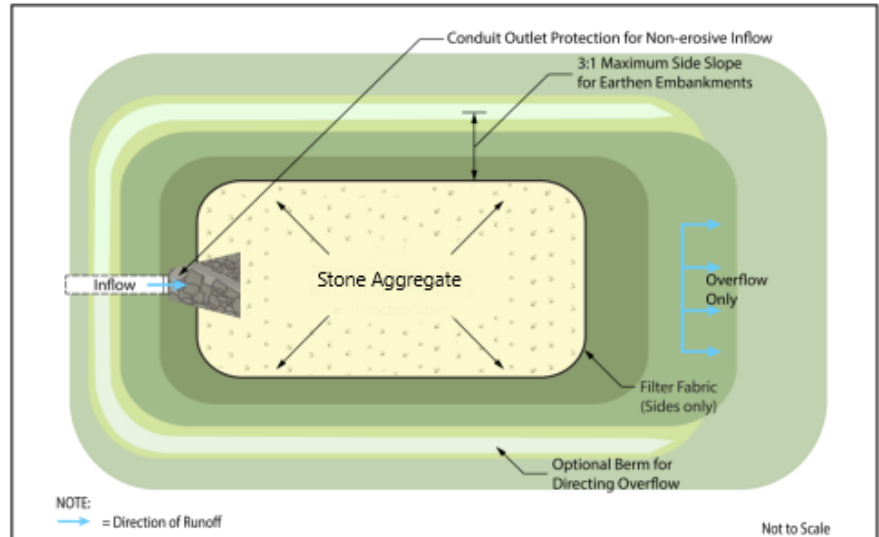 Conduit Outlet Protection for Non-erosive Inflow
3:1 Maximum Side Slope
for Earthen Embankments
Inflow
Stone Aggregate
Overflow
Only
Filter Fabric
(Sides only)
Optional Berm for
Directing Overflow
NOTE:
= Direction of Runoff
Not to Scale